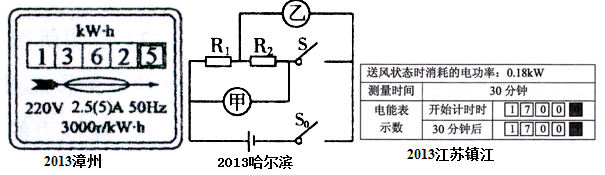 kW·h
1 3 6 2 5
220V 2.5(5)A 50Hz
3000r/kW·h
2013漳州
乙
R₁ R₂ S
甲
S₀
2013哈尔滨
送风状态时消耗的电功率：0.18kW
测量时间 30分钟
电能表示数 开始计时时 1 7 0 0
30分钟后 1 7 0 0
2013江苏镇江